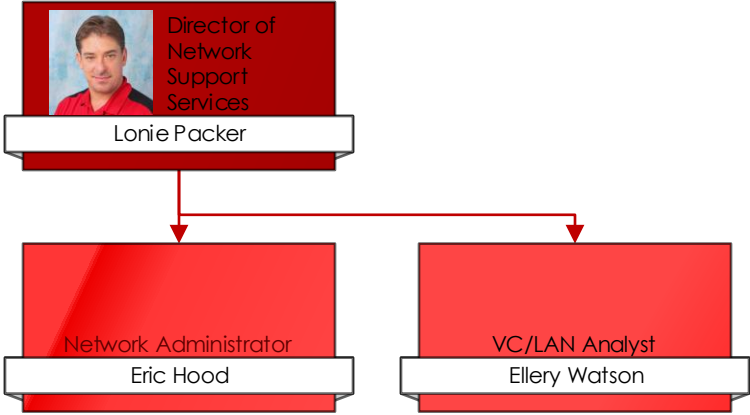 Director of
Network
Support
Services
Lonie Packer
Network Administrator
Eric Hood
VC/LAN Analyst
Ellery Watson